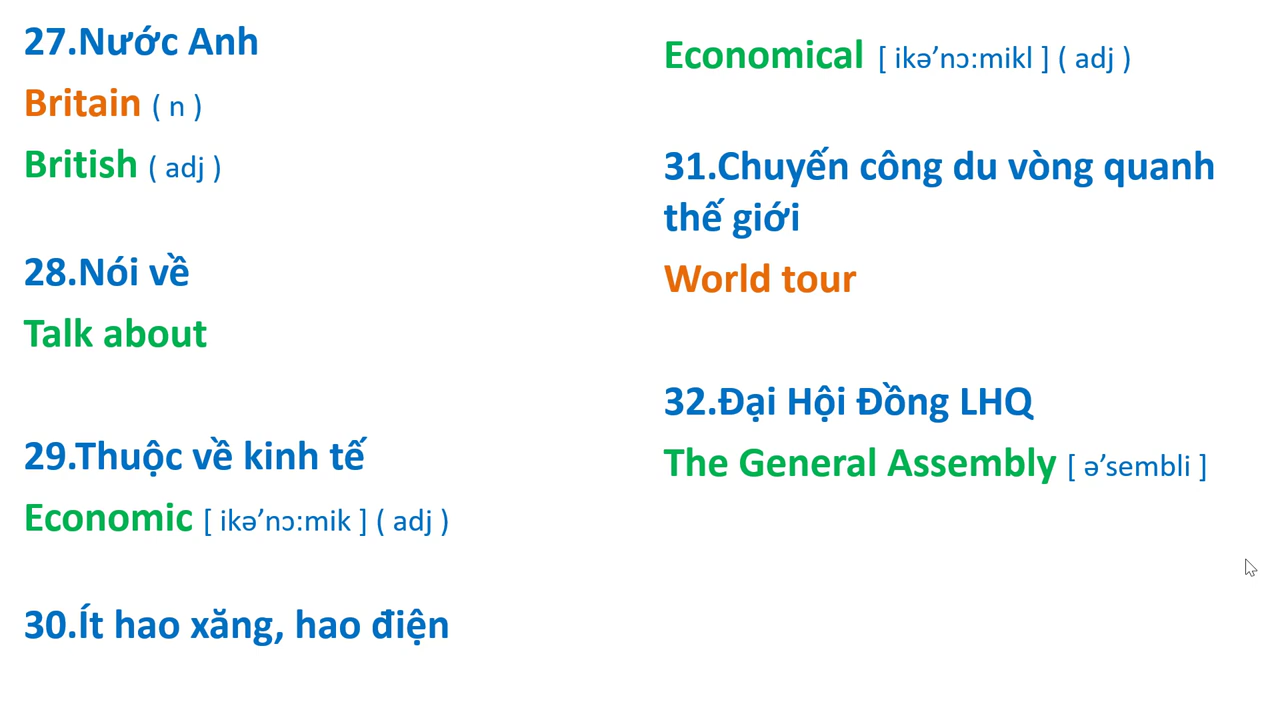 27.Nước Anh
Britain ( n )
British ( adj )
28.Nói về
Talk about
29.Thuộc về kinh tế
Economic [ ikə’nɔ:mik ] ( adj )
30.Ít hao xăng, hao điện
Economical [ ikə’nɔ:mikl ] ( adj )
31.Chuyến công du vòng quanh
thế giới
World tour
32.Đại Hội Đồng LHQ
The General Assembly [ ə’sembli ]